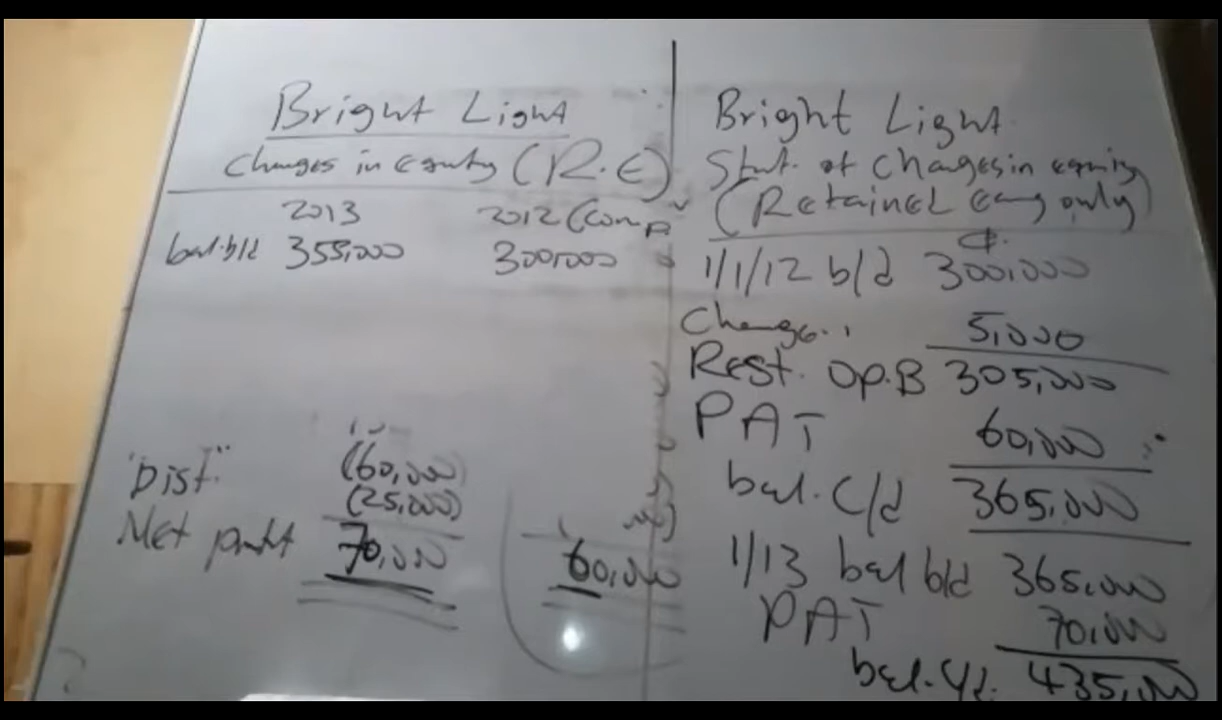 Bright Light
Changes in equity (R.E)
2013 2012 (Comp
bal.b/d 355,000 300,000
"Dist." (60,000)
(25,000)
Net profit 70,000 60,000
Bright Light
Stat. of Changes in equity
(Retained only)
$
1/1/12 b/d 300,000
Change.. 5,000
Rest. Op.B 305,000
PAT 60,000
bal. c/d 365,000
1/13 bal b/d 365,000
PAT 70,000
bal. c/d. 435,000